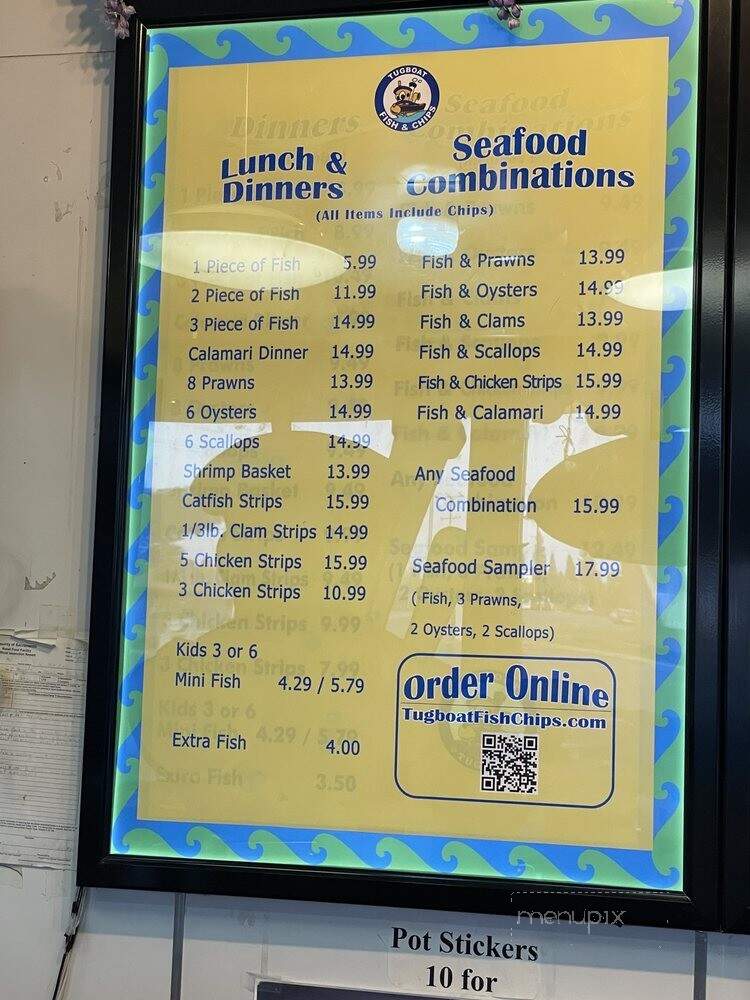 TUGBOAT
FISH & CHIPS
Lunch &
Dinners
Seafood
Combinations
(All Items Include Chips)
1 Piece of Fish 5.99
2 Piece of Fish 11.99
3 Piece of Fish 14.99
Calamari Dinner 14.99
8 Prawns 13.99
6 Oysters 14.99
6 Scallops 14.99
Shrimp Basket 13.99
Catfish Strips 15.99
1/3lb. Clam Strips 14.99
5 Chicken Strips 15.99
3 Chicken Strips 10.99
Kids 3 or 6
Mini Fish 4.29 / 5.79
Extra Fish 4.00
Fish & Prawns 13.99
Fish & Oysters 14.99
Fish & Clams 13.99
Fish & Scallops 14.99
Fish & Chicken Strips 15.99
Fish & Calamari 14.99
Any Seafood
Combination 15.99
Seafood Sampler 17.99
( Fish, 3 Prawns,
2 Oysters, 2 Scallops)
Order Online
TugboatFishChips.com
menupix
Pot Stickers
10 for